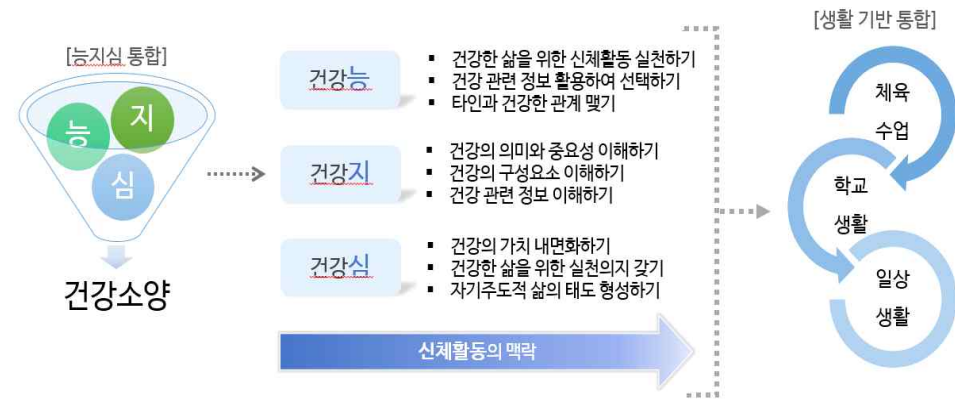 [능지심 통합]
능
지
심
건강소양
건강능
▪ 건강한 삶을 위한 신체활동 실천하기
▪ 건강 관련 정보 활용하여 선택하기
▪ 타인과 건강한 관계 맺기
건강지
▪ 건강의 의미와 중요성 이해하기
▪ 건강의 구성요소 이해하기
▪ 건강 관련 정보 이해하기
건강심
▪ 건강의 가치 내면화하기
▪ 건강한 삶을 위한 실천의지 갖기
▪ 자기주도적 삶의 태도 형성하기
신체활동의 맥락
[생활 기반 통합]
체육
수업
학교
생활
일상
생활